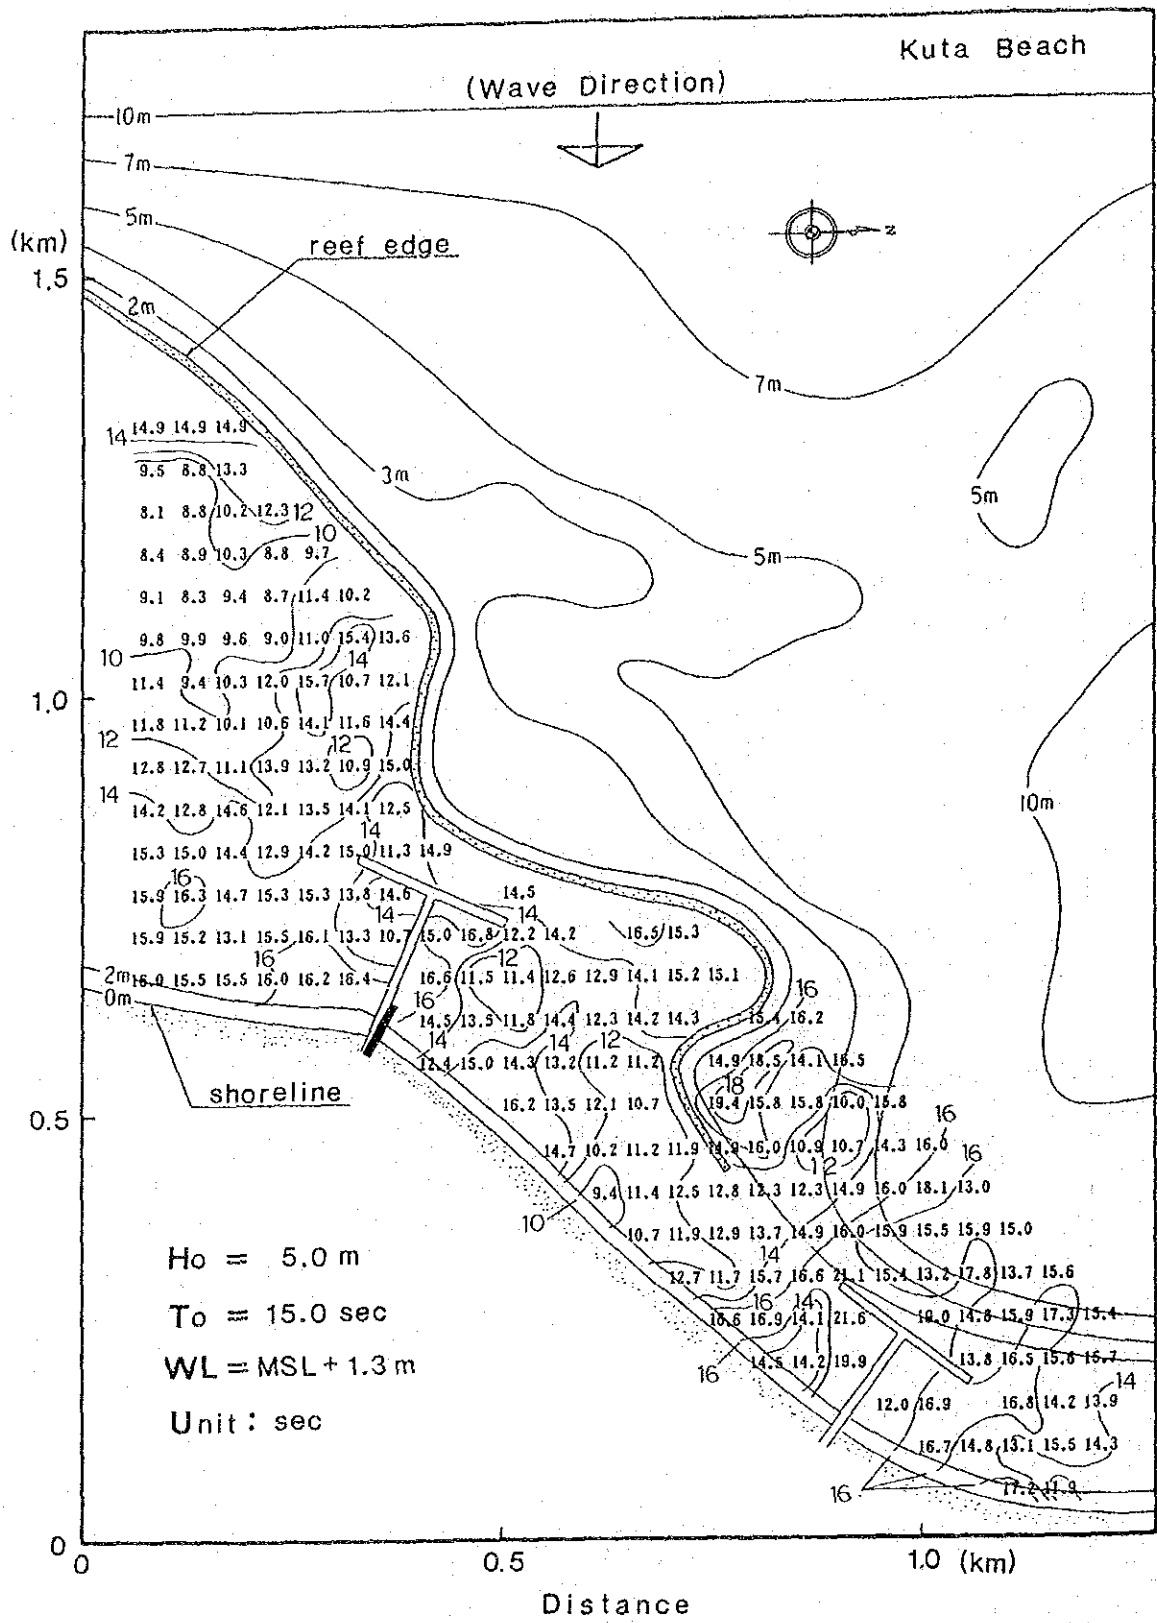 Kuta Beach
(Wave Direction)
10m
7m
5m
N
(km)
reef edge
1.5
2m
7m
3m
5m
14 14.9 14.9 14.9
9.5 8.8 13.3
8.1 8.8 10.2 12.3 12
10
8.4 8.9 10.3 8.8 9.7
5m
9.1 8.3 9.4 8.7 11.4 10.2
9.8 9.9 9.6 9.0 11.0 15.4 13.6
10 14
11.4 9.4 10.3 12.0 15.7 10.7 12.1
1.0
11.8 11.2 10.1 10.6 14.1 11.6 14.4
12 12
12.8 12.7 11.1 13.9 13.2 10.9 15.0
10m
14 14.2 12.8 14.6 12.1 13.5 14.1 12.5
14
15.3 15.0 14.4 12.9 14.2 15.0 11.3 14.9
16
15.9 16.3 14.7 15.3 15.3 13.8 14.6 14.5
14 14
15.9 15.2 13.1 15.5 16.1 13.3 10.7 15.0 16.8 12.2 14.2 16.5 15.3
16 12
2m 16.0 15.5 15.5 16.0 16.2 16.4 16.6 11.5 11.4 12.6 12.9 14.1 15.2 15.1
0m 16 16
14.5 13.5 11.8 14.4 12.3 14.2 14.3 15.4 16.2
14 14 12
12.4 15.0 14.3 13.2 11.2 11.2 14.9 18.5 14.1 16.5
shoreline
18
0.5
16.2 13.5 12.1 10.7 19.4 15.8 15.8 10.0 15.8
16
14.7 10.2 11.2 11.9 14.9 16.0 10.9 10.7 14.3 16.0
12 16
9.4 11.4 12.5 12.8 12.3 12.3 14.9 16.0 18.1 13.0
10
10.7 11.9 12.9 13.7 14.9 16.0 15.9 15.5 15.9 15.0
14
Ho = 5.0 m
12.7 11.7 15.7 16.6 21.1 15.4 13.2 17.8 13.7 15.6
16 14
To = 15.0 sec
16.6 16.9 14.1 21.6 19.0 14.8 15.9 17.3 15.4
WL = MSL + 1.3 m
16 14.5 14.2 19.9 13.8 16.5 15.6 15.7
14
Unit : sec
12.0 16.9 16.8 14.2 13.9
16.7 14.8 13.1 15.5 14.3
16 17.2 11.9
0
0 0.5 1.0 (km)
Distance